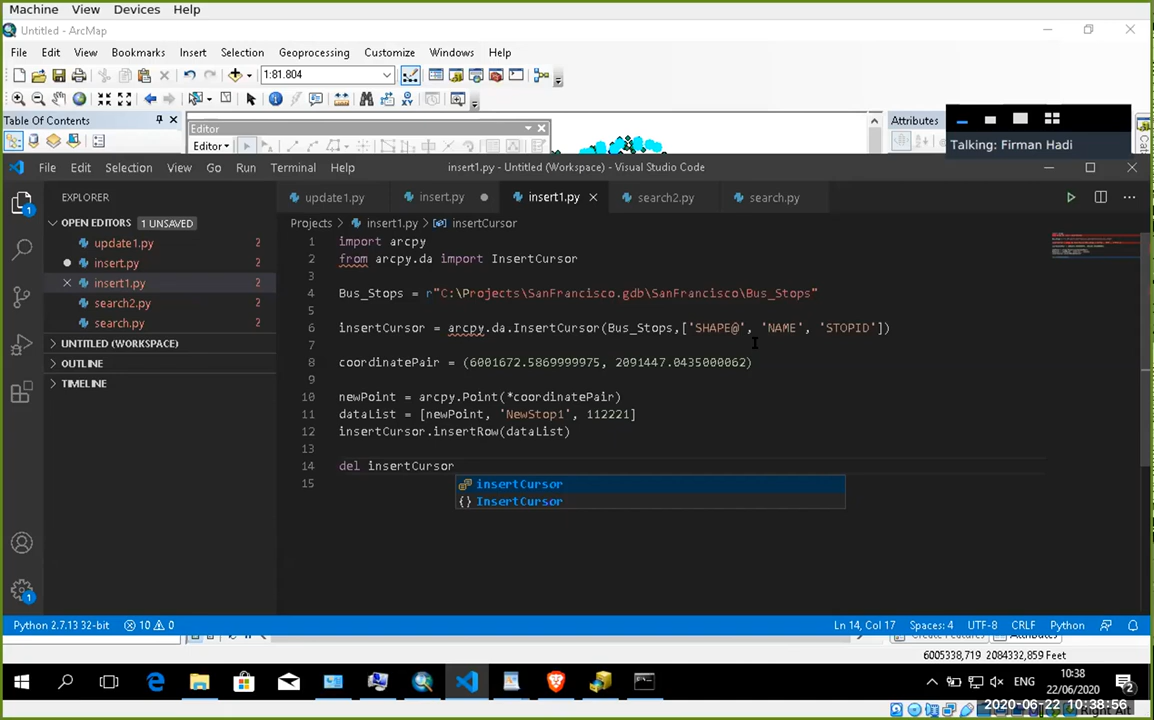 Machine View Devices Help
Untitled - ArcMap
File Edit View Bookmarks Insert Selection Geoprocessing Customize Windows Help
1:81.804
Table Of Contents
Editor
Editor
Attributes
Talking: Firman Hadi
File Edit Selection View Go Run Terminal Help
insert1.py - Untitled (Workspace) - Visual Studio Code
EXPLORER
update1.py insert.py insert1.py search2.py search.py
OPEN EDITORS 1 UNSAVED
Projects > insert1.py > insertCursor
update1.py 2
insert.py 2
insert1.py 2
search2.py 2
search.py 2
UNTITLED (WORKSPACE)
OUTLINE
TIMELINE
1 import arcpy
2 from arcpy.da import InsertCursor
3
4 Bus_Stops = r"C:\Projects\SanFrancisco.gdb\SanFrancisco\Bus_Stops"
5
6 insertCursor = arcpy.da.InsertCursor(Bus_Stops,['SHAPE@', 'NAME', 'STOPID'])
7
8 coordinatePair = (6001672.5869999975, 2091447.0435000062)
9
10 newPoint = arcpy.Point(*coordinatePair)
11 dataList = [newPoint, 'NewStop1', 112221]
12 insertCursor.insertRow(dataList)
13
14 del insertCursor
15
insertCursor
{} InsertCursor
1
1
Python 2.7.13 32-bit 10 0
Ln 14, Col 17 Spaces: 4 UTF-8 CRLF Python
Create Features Attributes
6005338,719 2084332,859 Feet
ENG
10:38
22/06/2020
2
2020-06-22 10:38:56